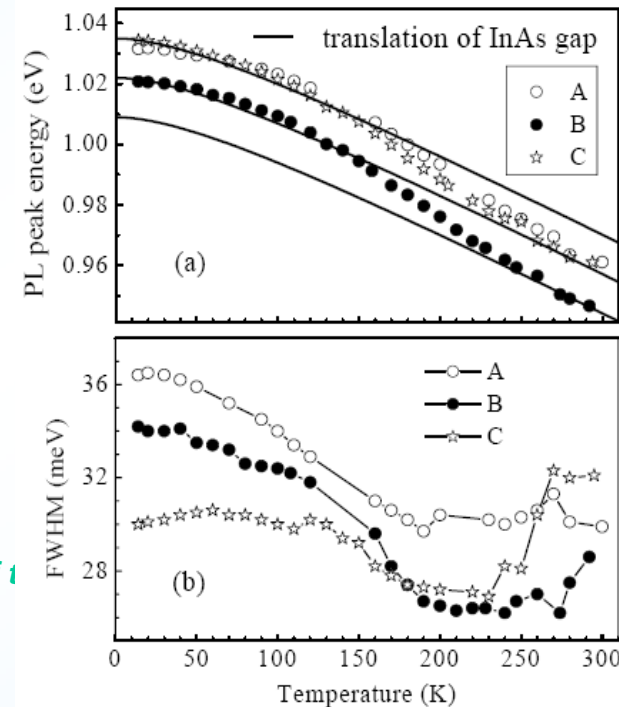 1.04
1.02
1.00
0.98
0.96
PL peak energy (eV)
translation of InAs gap
A
B
C
(a)
36
32
28
FWHM (meV)
A
B
C
(b)
0 50 100 150 200 250 300
Temperature (K)